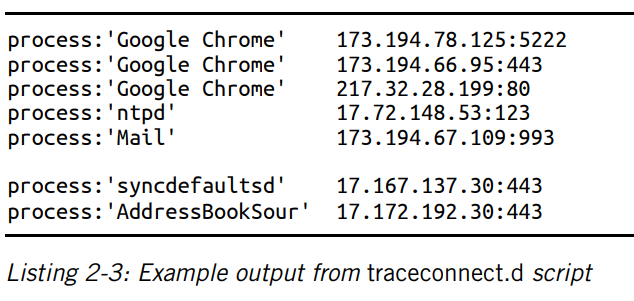 process:'Google Chrome' 173.194.78.125:5222
process:'Google Chrome' 173.194.66.95:443
process:'Google Chrome' 217.32.28.199:80
process:'ntpd' 17.72.148.53:123
process:'Mail' 173.194.67.109:993
process:'syncdefaultsd' 17.167.137.30:443
process:'AddressBookSour' 17.172.192.30:443
Listing 2-3: Example output from traceconnect.d script